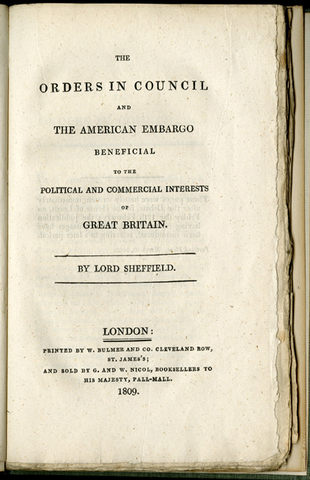 THE
ORDERS IN COUNCIL
AND
THE AMERICAN EMBARGO
BENEFICIAL
TO THE
POLITICAL AND COMMERCIAL INTERESTS
OF
GREAT BRITAIN.
BY LORD SHEFFIELD.
LONDON:
PRINTED BY W. BULMER AND CO. CLEVELAND ROW,
ST. JAMES'S;
AND SOLD BY G. AND W. NICOL, BOOKSELLERS TO
HIS MAJESTY, PALL-MALL.
1809.